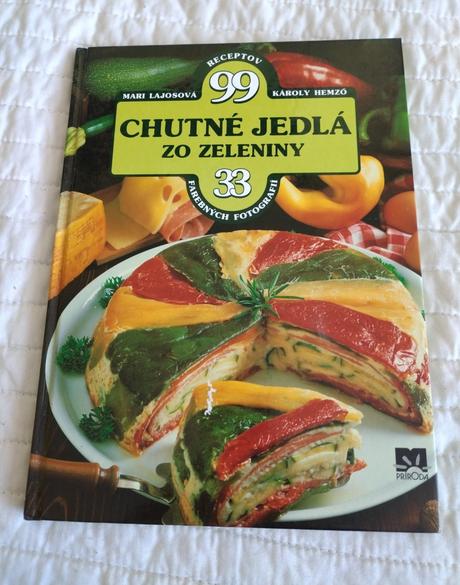 RECEPTOV
99
MARI LAJOSOVÁ
KÁROLY HEMZŐ
CHUTNÉ JEDLÁ
ZO ZELENINY
33
FAREBNÝCH FOTOGRAFIÍ
PRÍRODA